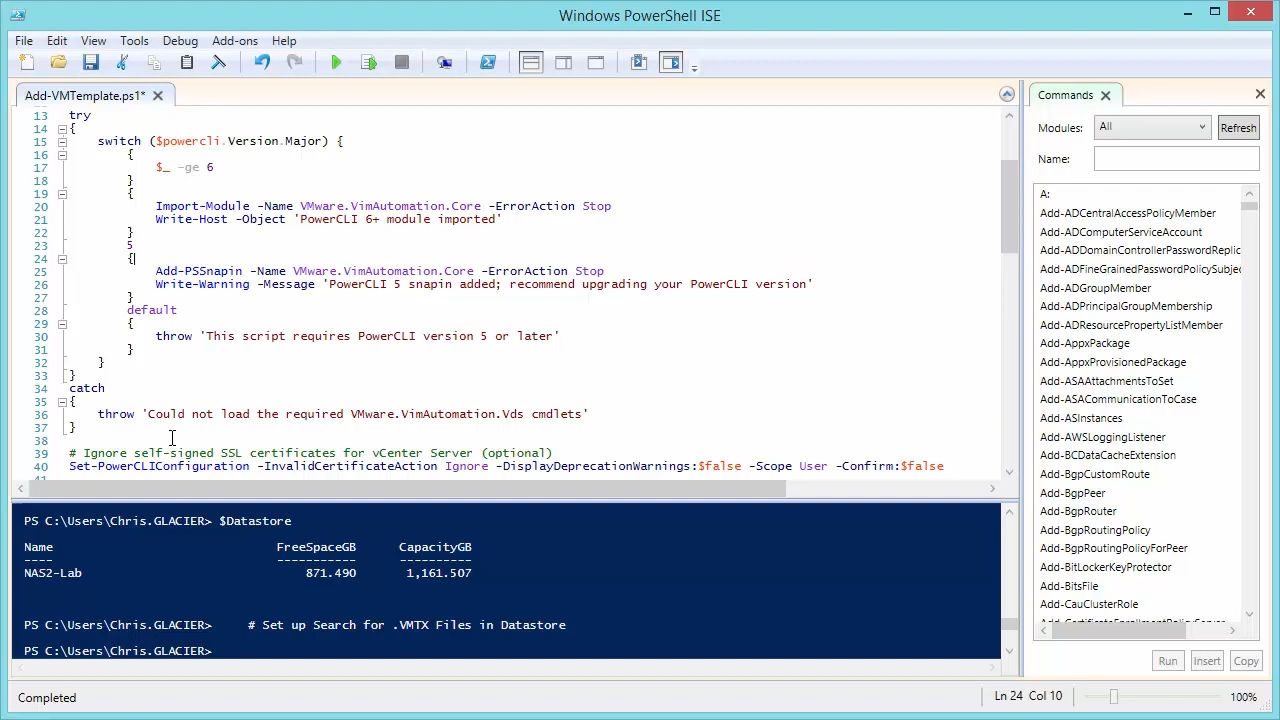 Windows PowerShell ISE
File Edit View Tools Debug Add-ons Help
Add-VMTemplate.ps1*
13 try
14 {
15 switch ($powercli.Version.Major) {
16 {
17 $_ -ge 6
18 }
19 {
20 Import-Module -Name VMware.VimAutomation.Core -ErrorAction Stop
21 Write-Host -Object 'PowerCLI 6+ module imported'
22 }
23 5
24 {
25 Add-PSSnapin -Name VMware.VimAutomation.Core -ErrorAction Stop
26 Write-Warning -Message 'PowerCLI 5 snapin added; recommend upgrading your PowerCLI version'
27 }
28 default
29 {
30 throw 'This script requires PowerCLI version 5 or later'
31 }
32 }
33 }
34 catch
35 {
36 throw 'Could not load the required VMware.VimAutomation.Vds cmdlets'
37 }
38
39 # Ignore self-signed SSL certificates for vCenter Server (optional)
40 Set-PowerCLIConfiguration -InvalidCertificateAction Ignore -DisplayDeprecationWarnings:$false -Scope User -Confirm:$false
PS C:\Users\Chris.GLACIER> $Datastore
Name FreeSpaceGB CapacityGB
---- ----------- ----------
NAS2-Lab 871.490 1,161.507
PS C:\Users\Chris.GLACIER> # Set up Search for .VMTX Files in Datastore
PS C:\Users\Chris.GLACIER>
Commands
Modules: All Refresh
Name:
A:
Add-ADCentralAccessPolicyMember
Add-ADComputerServiceAccount
Add-ADDomainControllerPasswordReplic
Add-ADFineGrainedPasswordPolicySubjec
Add-ADGroupMember
Add-ADPrincipalGroupMembership
Add-ADResourcePropertyListMember
Add-AppxPackage
Add-AppxProvisionedPackage
Add-ASAAttachmentsToSet
Add-ASACommunicationToCase
Add-ASInstances
Add-AWSLoggingListener
Add-BCDataCacheExtension
Add-BgpCustomRoute
Add-BgpPeer
Add-BgpRouter
Add-BgpRoutingPolicy
Add-BgpRoutingPolicyForPeer
Add-BitLockerKeyProtector
Add-BitsFile
Add-CauClusterRole
Run Insert Copy
Completed
Ln 24 Col 10
100%